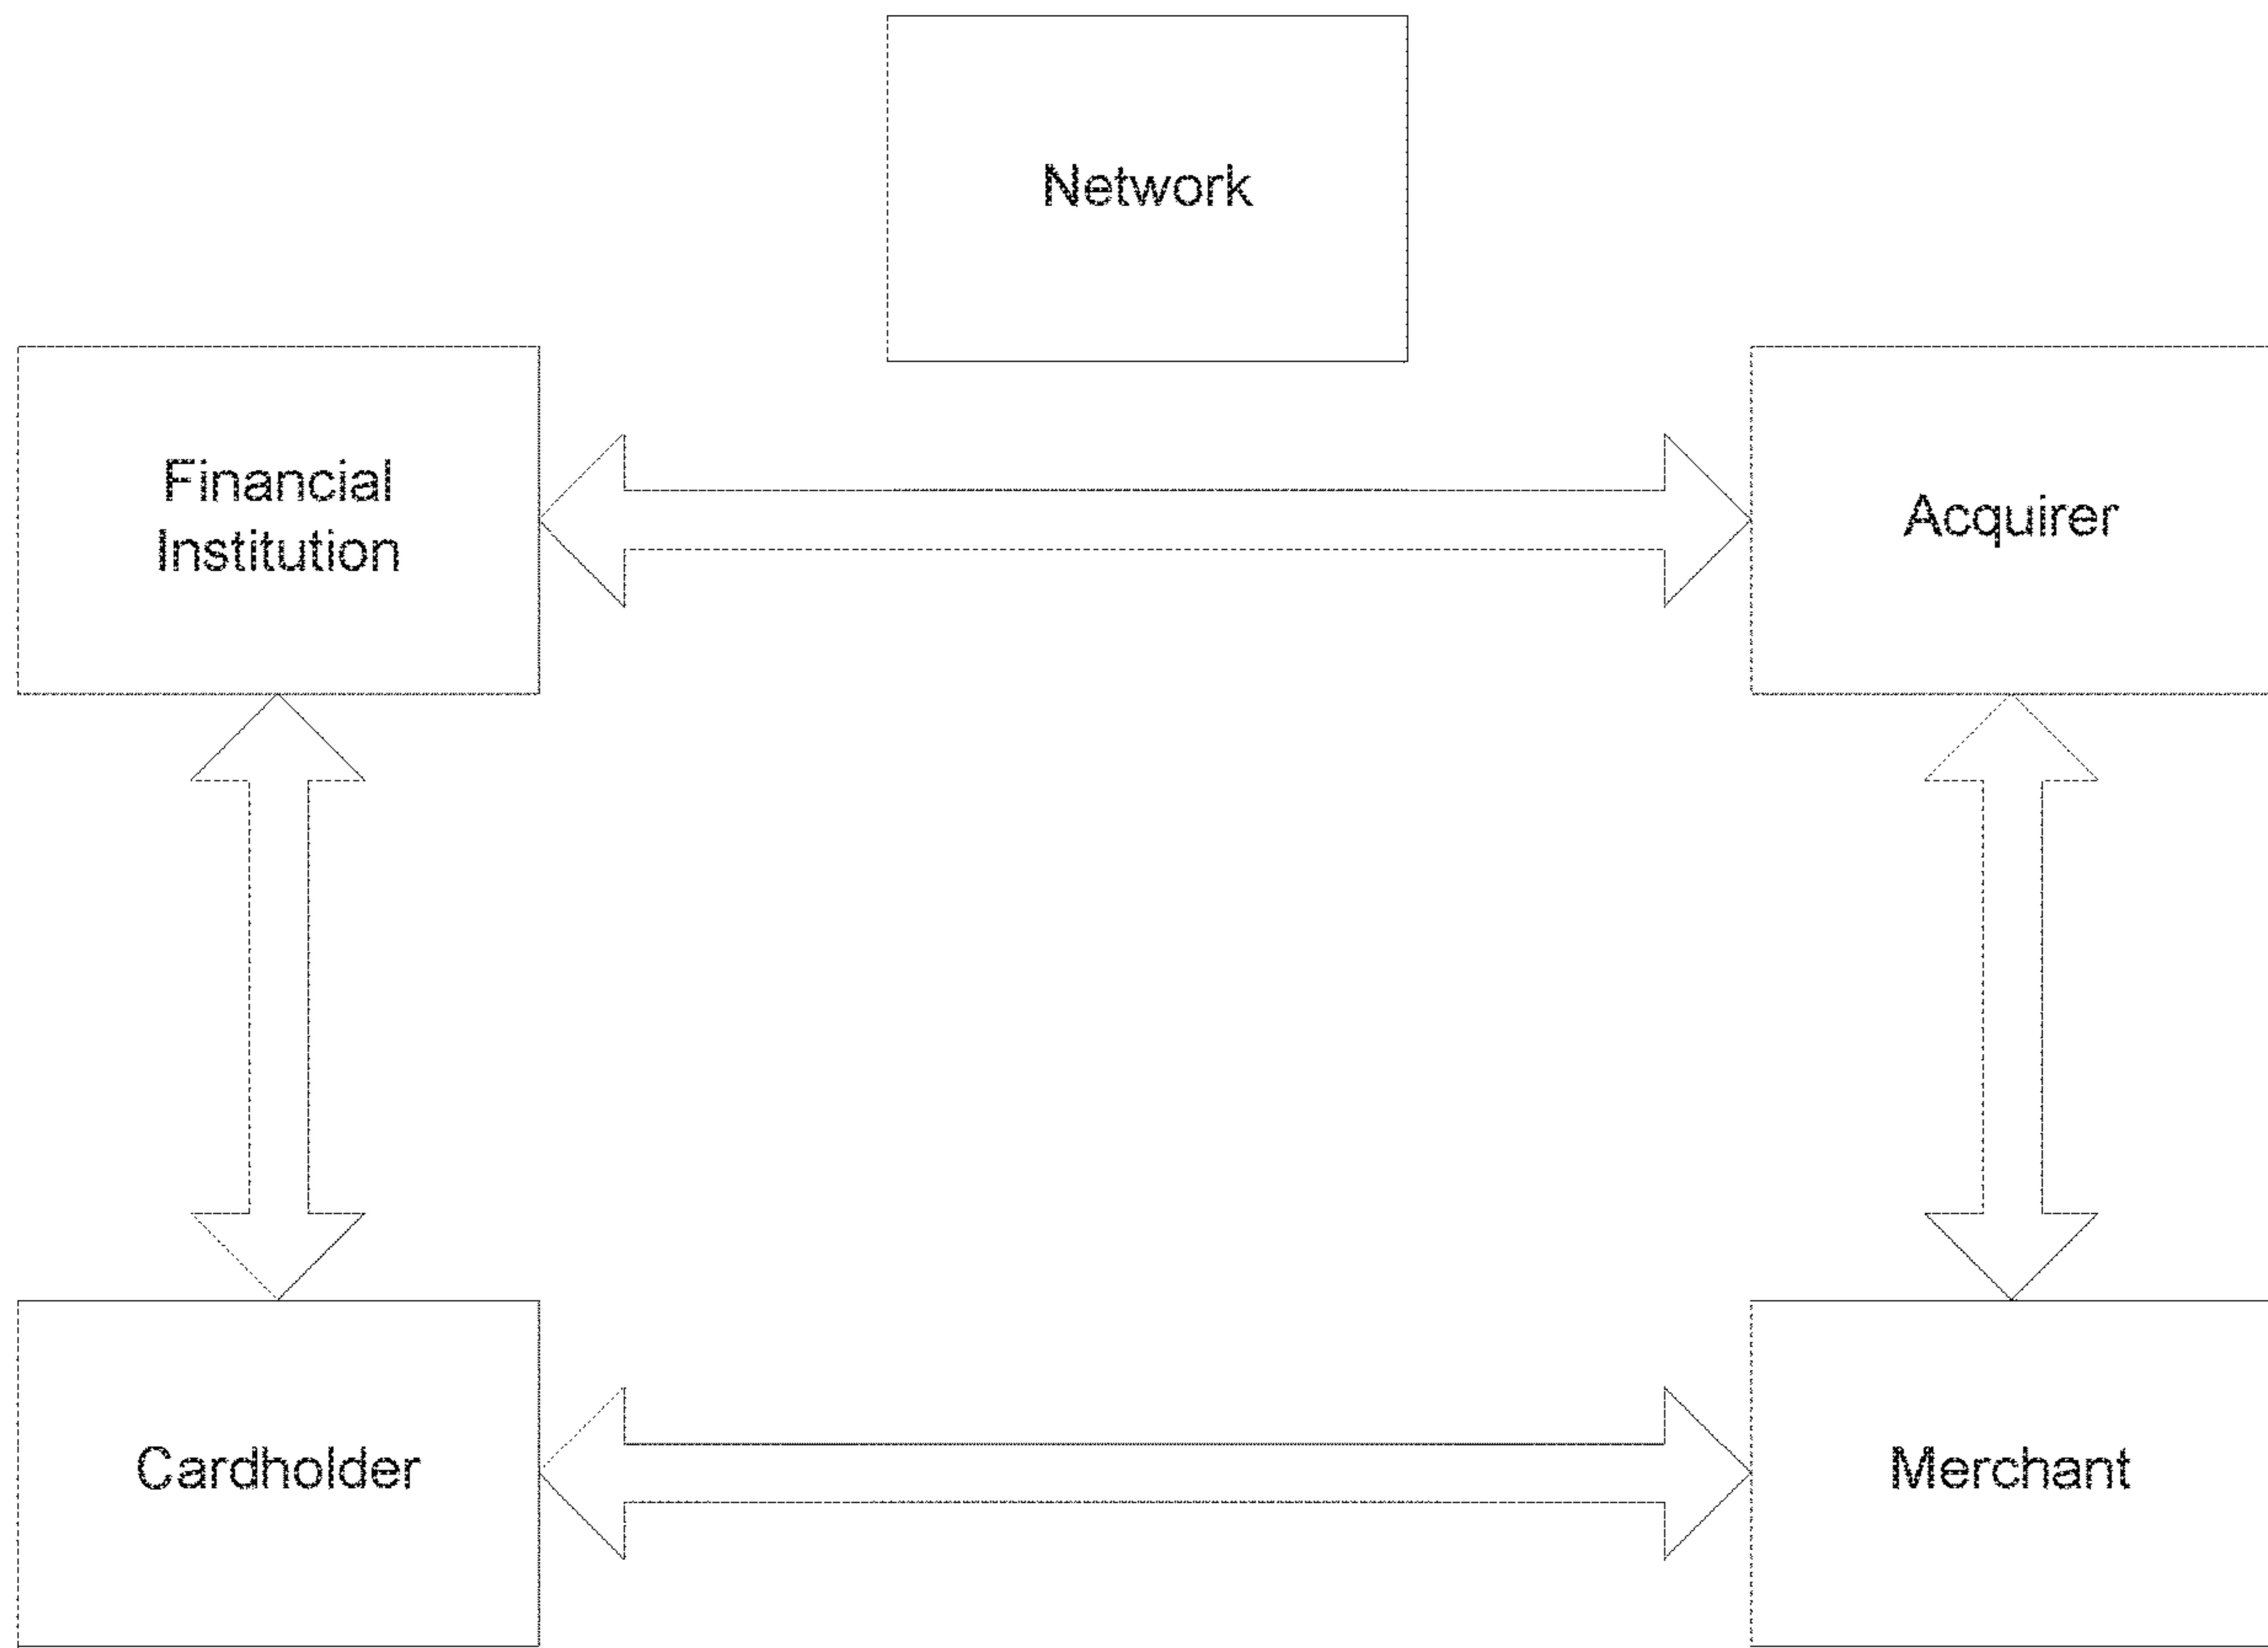 Network
Financial
Institution
Acquirer
Cardholder
Merchant